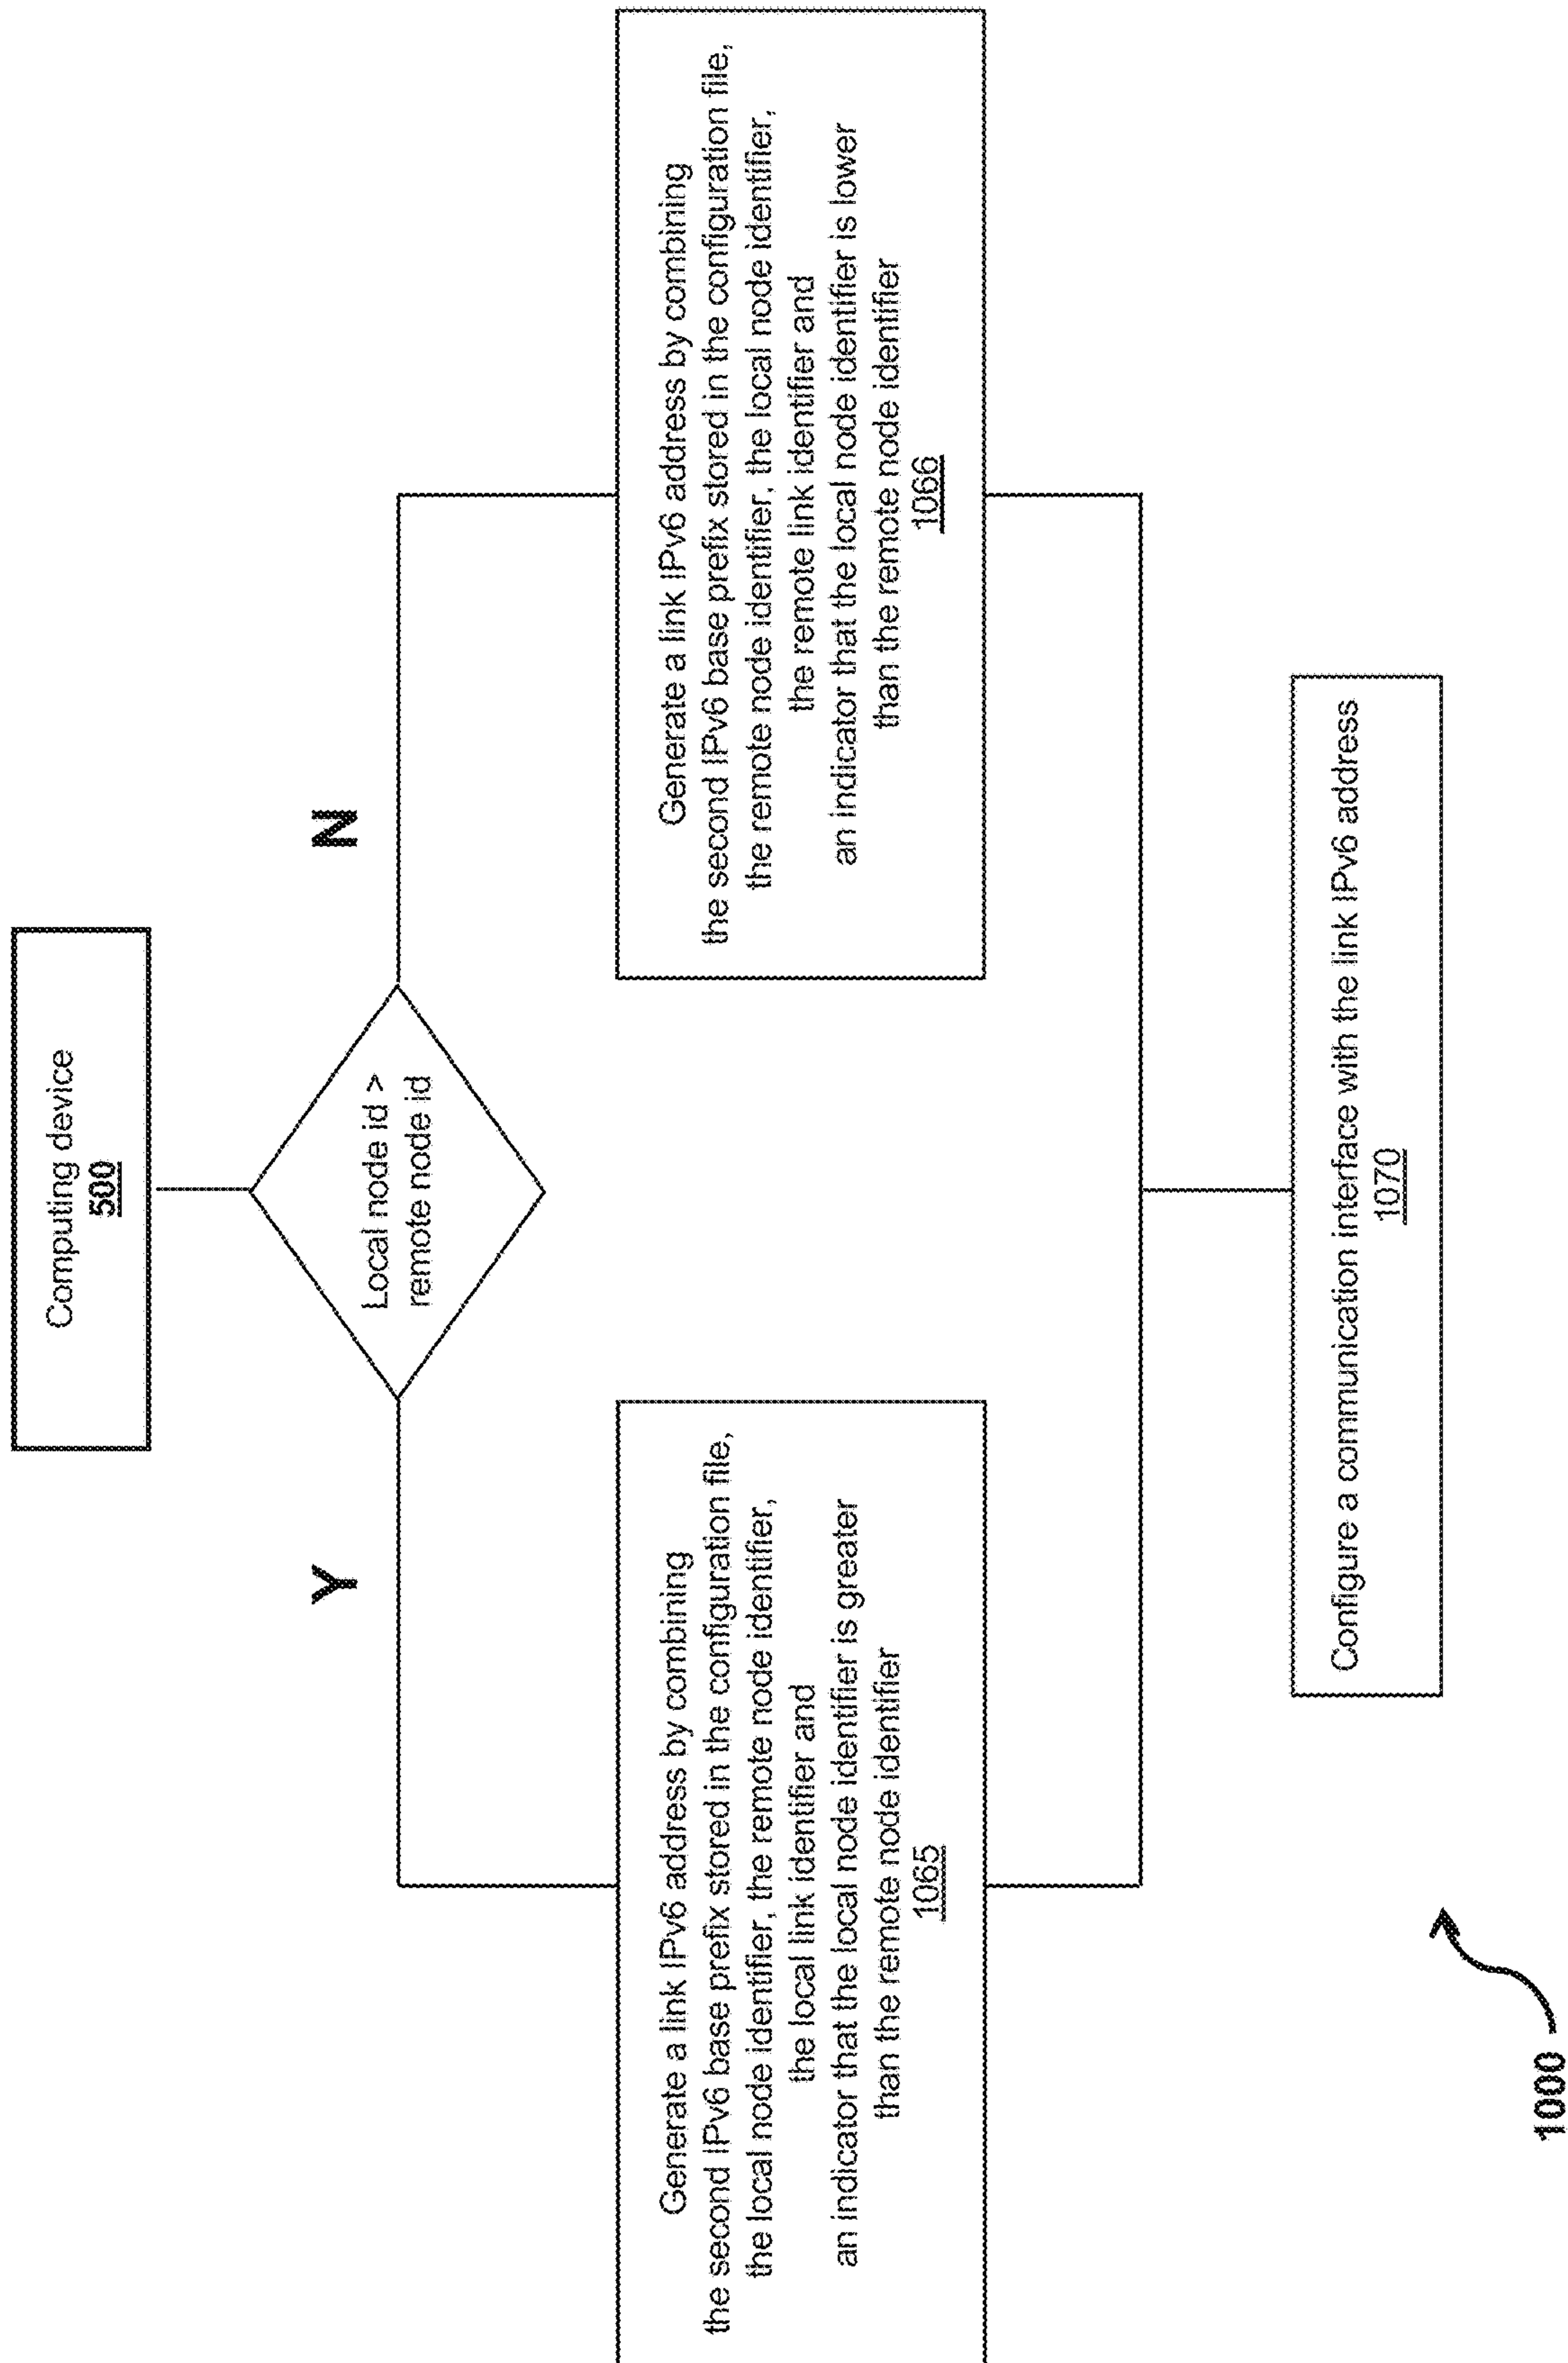 Computing device
500
Local node id >
remote node id
Y
N
Generate a link IPv6 address by combining
the second IPv6 base prefix stored in the configuration file,
the local node identifier, the remote node identifier,
the local link identifier and
an indicator that the local node identifier is greater
than the remote node identifier
1065
Generate a link IPv6 address by combining
the second IPv6 base prefix stored in the configuration file,
the remote node identifier, the local node identifier,
the remote link identifier and
an indicator that the local node identifier is lower
than the remote node identifier
1066
Configure a communication interface with the link IPv6 address
1070
1000